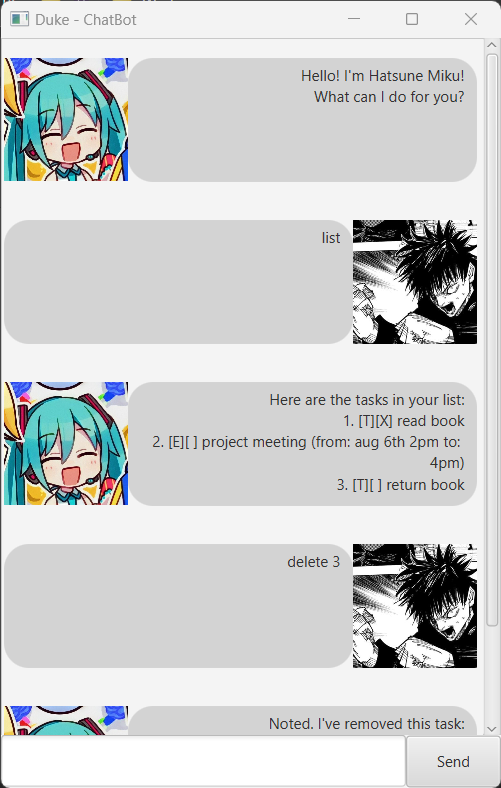 Duke - ChatBot
Hello! I'm Hatsune Miku!
What can I do for you?
list
Here are the tasks in your list:
1. [T][X] read book
2. [E][ ] project meeting (from: aug 6th 2pm to:
4pm)
3. [T][ ] return book
delete 3
Noted. I've removed this task:
Send